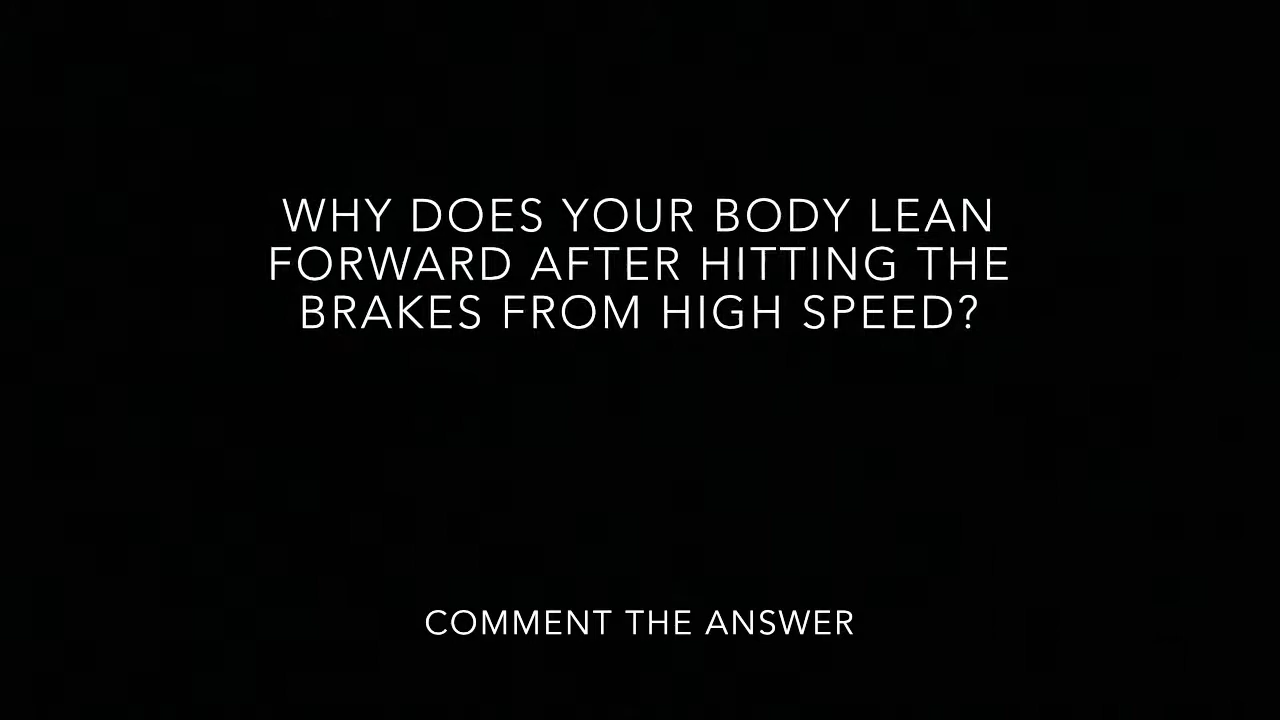 WHY DOES YOUR BODY LEAN
FORWARD AFTER HITTING THE
BRAKES FROM HIGH SPEED?
COMMENT THE ANSWER